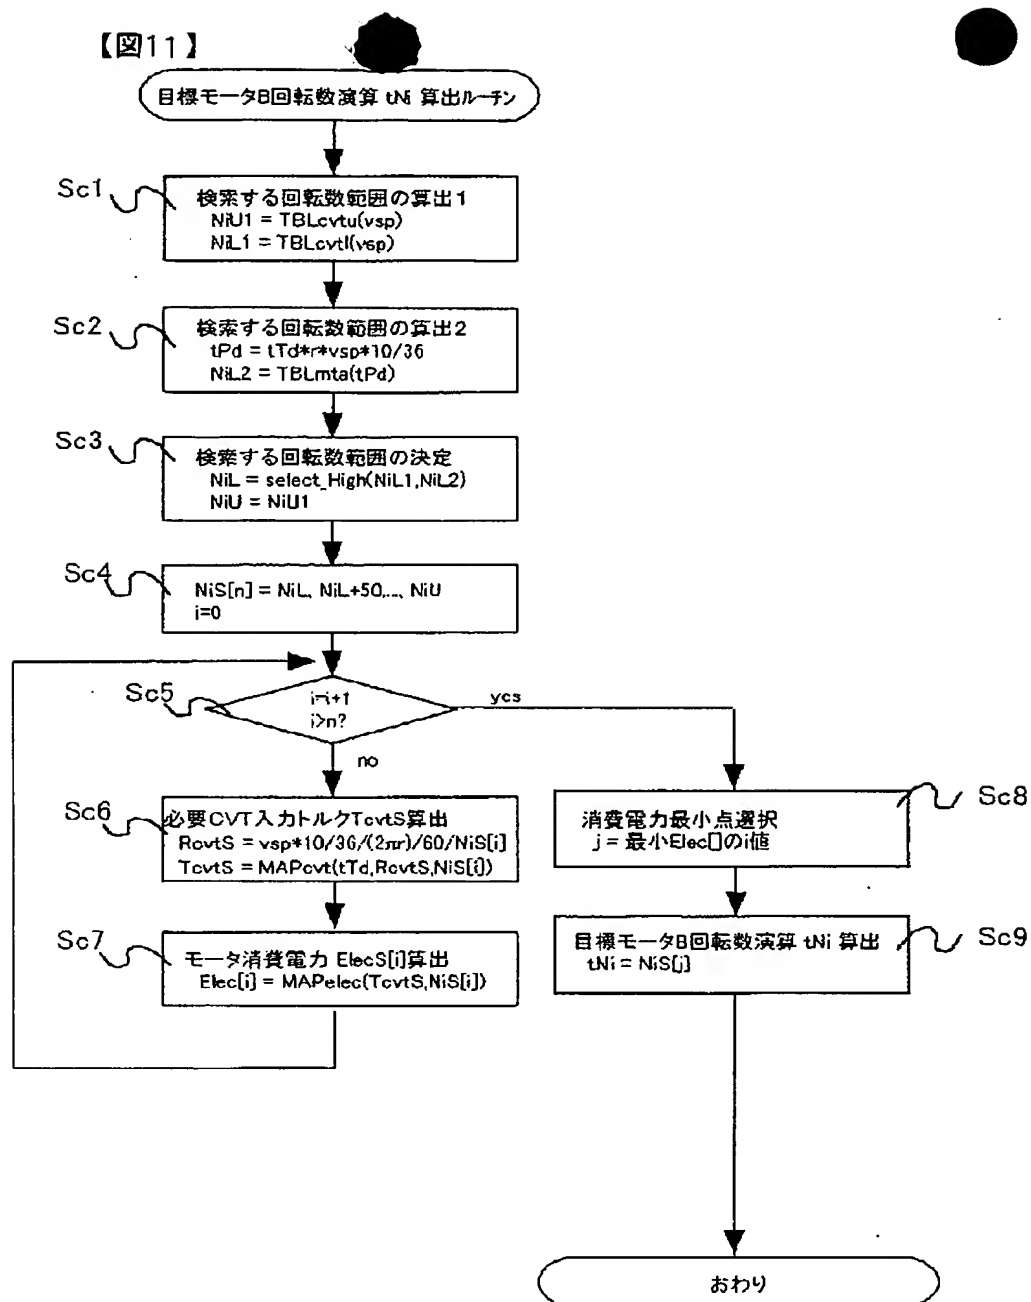 【図11】
目標モータB回転数演算 tNi 算出ルーチン
Sc1
検索する回転数範囲の算出1
NiU1 = TBLcvtu(vsp)
NiL1 = TBLcvtl(vsp)
Sc2
検索する回転数範囲の算出2
tPd = tTd*r*vsp*10/36
NiL2 = TBLmta(tPd)
Sc3
検索する回転数範囲の決定
NiL = select_High(NiL1,NiL2)
NiU = NiU1
Sc4
NiS[n] = NiL, NiL+50,..., NiU
i=0
Sc5
i=i+1
i>n?
yes
no
Sc6
必要CVT入力トルクTcvtS算出
RcvtS = vsp*10/36/(2πr)/60/NiS[i]
TcvtS = MAPcvt(tTd,RcvtS,NiS[i])
Sc7
モータ消費電力 ElecS[i]算出
Elec[i] = MAPelec(TcvtS,NiS[i])
Sc8
消費電力最小点選択
j = 最小Elec[]のi値
Sc9
目標モータB回転数演算 tNi 算出
tNi = NiS[j]
おわり